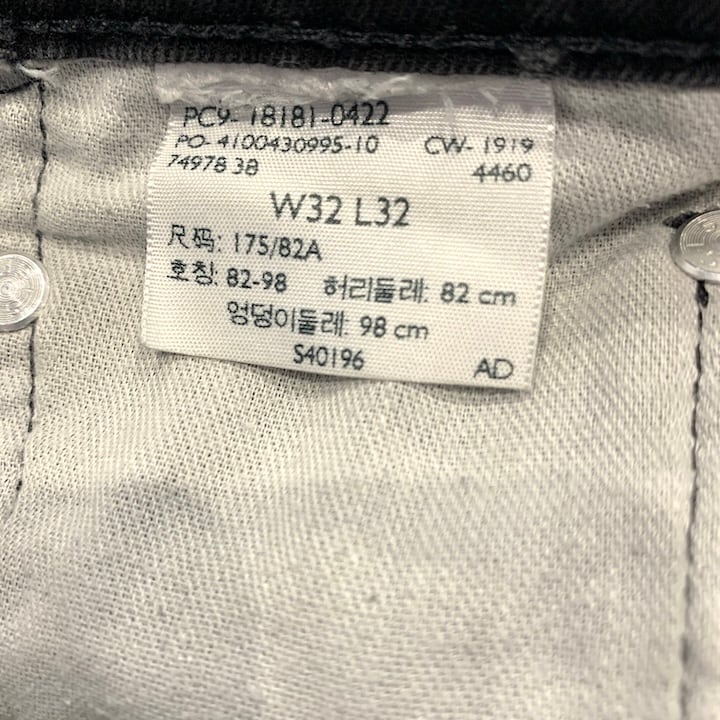 PC9- 18181-0422
PO- 4100430995-10 CW- 1919
74978 38 4460
W32 L32
尺码: 175/82A
호칭: 82-98 허리둘레: 82 cm
엉덩이둘레: 98 cm
S40196 AD